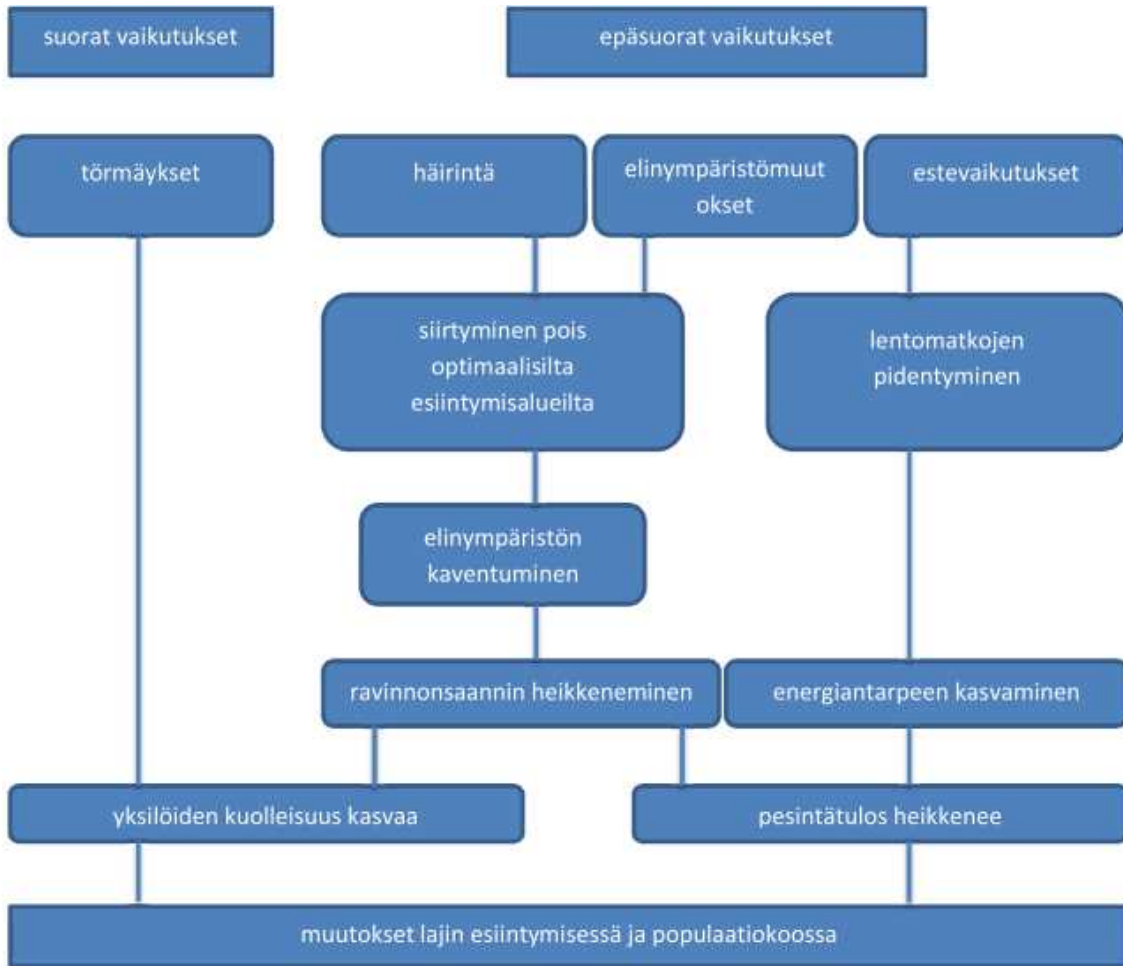 suorat vaikutukset
epäsuorat vaikutukset
törmäykset
häirintä
elinympäristömuut
okset
estevaikutukset
siirtyminen pois
optimaalisilta
esiintymisalueilta
lentomatkojen
pidentyminen
elinympäristön
kaventuminen
ravinnonsaannin heikkeneminen
energiantarpeen kasvaminen
yksilöiden kuolleisuus kasvaa
pesintätulos heikkenee
muutokset lajin esiintymisessä ja populaatiokoossa